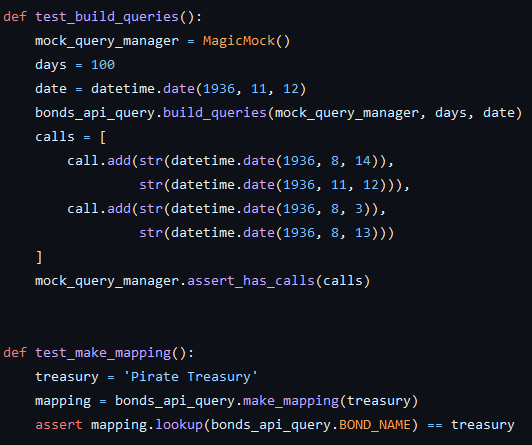 def test_build_queries():
    mock_query_manager = MagicMock()
    days = 100
    date = datetime.date(1936, 11, 12)
    bonds_api_query.build_queries(mock_query_manager, days, date)
    calls = [
        call.add(str(datetime.date(1936, 8, 14)),
                 str(datetime.date(1936, 11, 12))),
        call.add(str(datetime.date(1936, 8, 3)),
                 str(datetime.date(1936, 8, 13)))
    ]
    mock_query_manager.assert_has_calls(calls)


def test_make_mapping():
    treasury = 'Pirate Treasury'
    mapping = bonds_api_query.make_mapping(treasury)
    assert mapping.lookup(bonds_api_query.BOND_NAME) == treasury